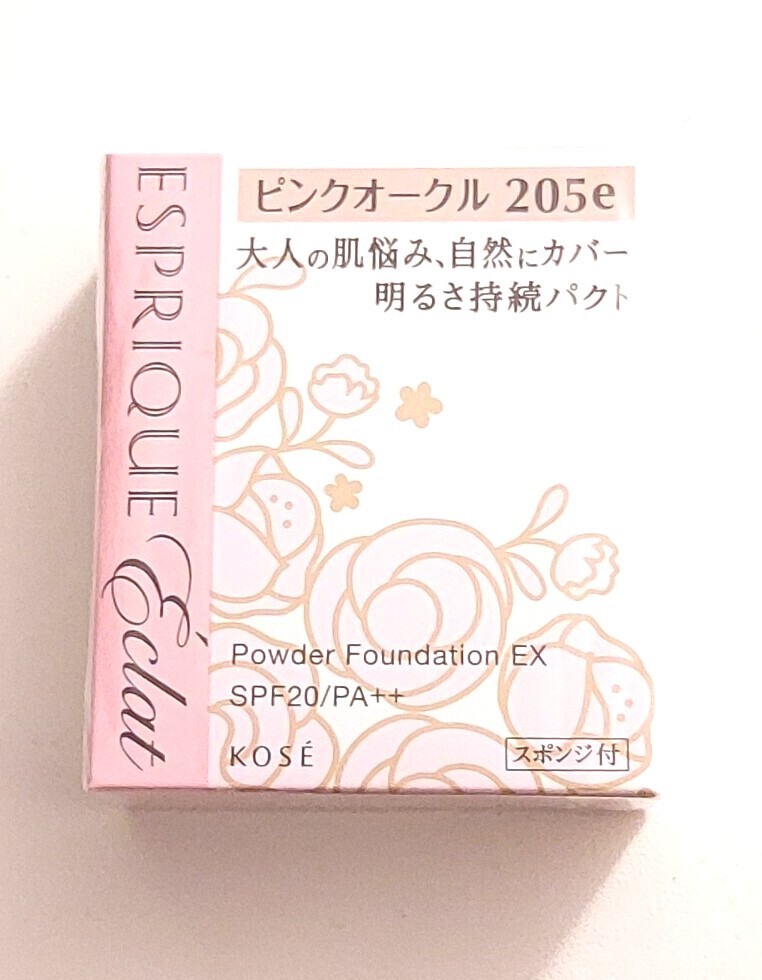 ESPRIQUE Éclat
ピンクオークル 205e
大人の肌悩み、自然にカバー
明るさ持続パクト
Powder Foundation EX
SPF20/PA++
KOSÉ
スポンジ付